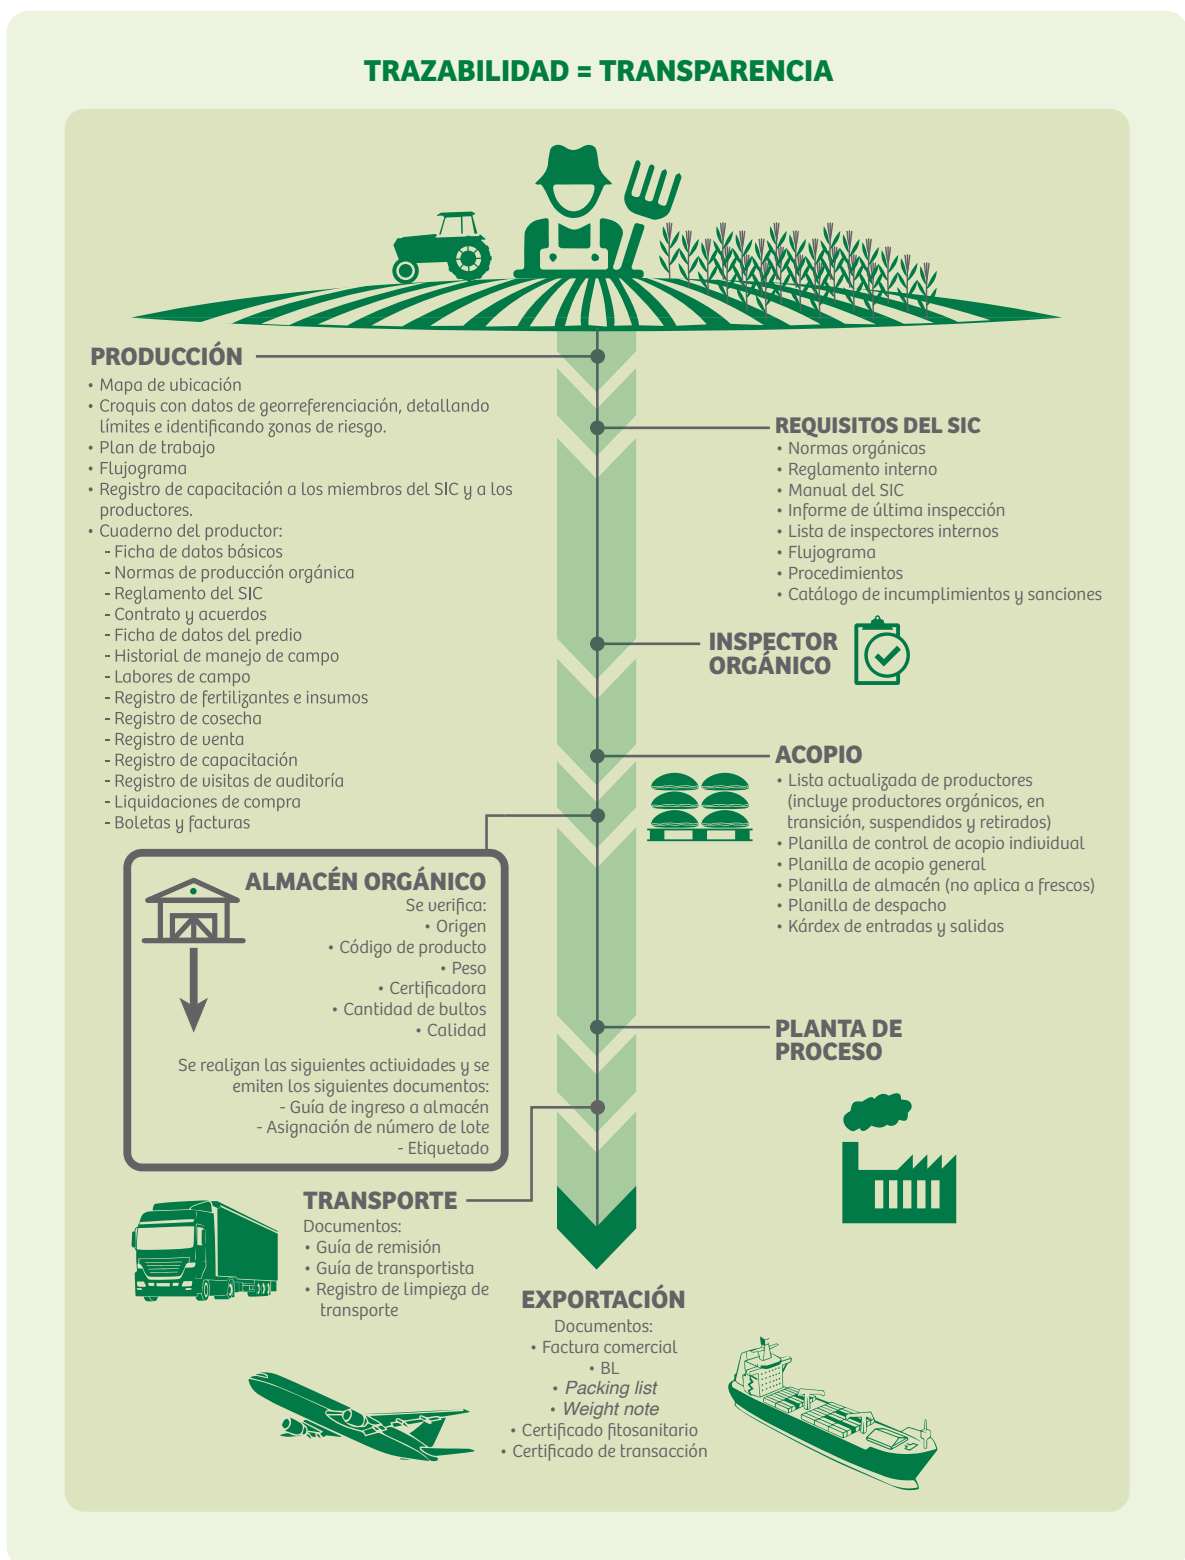 TRAZABILIDAD = TRANSPARENCIA
PRODUCCIÓN
• Mapa de ubicación
• Croquis con datos de georreferenciación, detallando
límites e identificando zonas de riesgo.
• Plan de trabajo
• Flujograma
• Registro de capacitación a los miembros del SIC y a los
productores.
• Cuaderno del productor:
- Ficha de datos básicos
- Normas de producción orgánica
- Reglamento del SIC
- Contrato y acuerdos
- Ficha de datos del predio
- Historial de manejo de campo
- Labores de campo
- Registro de fertilizantes e insumos
- Registro de cosecha
- Registro de venta
- Registro de capacitación
- Registro de visitas de auditoría
- Liquidaciones de compra
- Boletas y facturas
REQUISITOS DEL SIC
• Normas orgánicas
• Reglamento interno
• Manual del SIC
• Informe de última inspección
• Lista de inspectores internos
• Flujograma
• Procedimientos
• Catálogo de incumplimientos y sanciones
INSPECTOR
ORGÁNICO
ACOPIO
• Lista actualizada de productores
(incluye productores orgánicos, en
transición, suspendidos y retirados)
• Planilla de control de acopio individual
• Planilla de acopio general
• Planilla de almacén (no aplica a frescos)
• Planilla de despacho
• Kárdex de entradas y salidas
ALMACÉN ORGÁNICO
Se verifica:
• Origen
• Código de producto
• Peso
• Certificadora
• Cantidad de bultos
• Calidad
Se realizan las siguientes actividades y se
emiten los siguientes documentos:
- Guía de ingreso a almacén
- Asignación de número de lote
- Etiquetado
PLANTA DE
PROCESO
TRANSPORTE
Documentos:
• Guía de remisión
• Guía de transportista
• Registro de limpieza de
transporte
EXPORTACIÓN
Documentos:
• Factura comercial
• BL
• Packing list
• Weight note
• Certificado fitosanitario
• Certificado de transacción